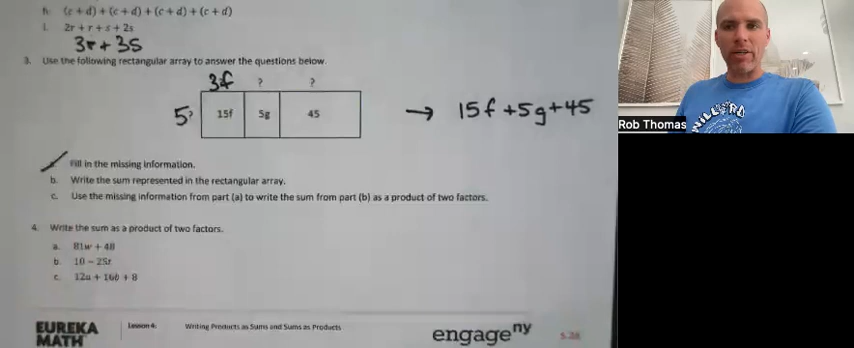 h. (c + d) + (c + d) + (c + d) + (c + d)
i. 2r + r + s + 2s
3r + 3s
3. Use the following rectangular array to answer the questions below.
3f ? ?
5? 15f 5g 45 → 15f + 5g + 45
Rob Thomas
Fill in the missing information.
b. Write the sum represented in the rectangular array.
c. Use the missing information from part (a) to write the sum from part (b) as a product of two factors.
4. Write the sum as a product of two factors.
a. 81w + 48
b. 10 − 25t
c. 12a + 16b + 8
EUREKA
MATH
Lesson 4:
Writing Products as Sums and Sums as Products
engage ny